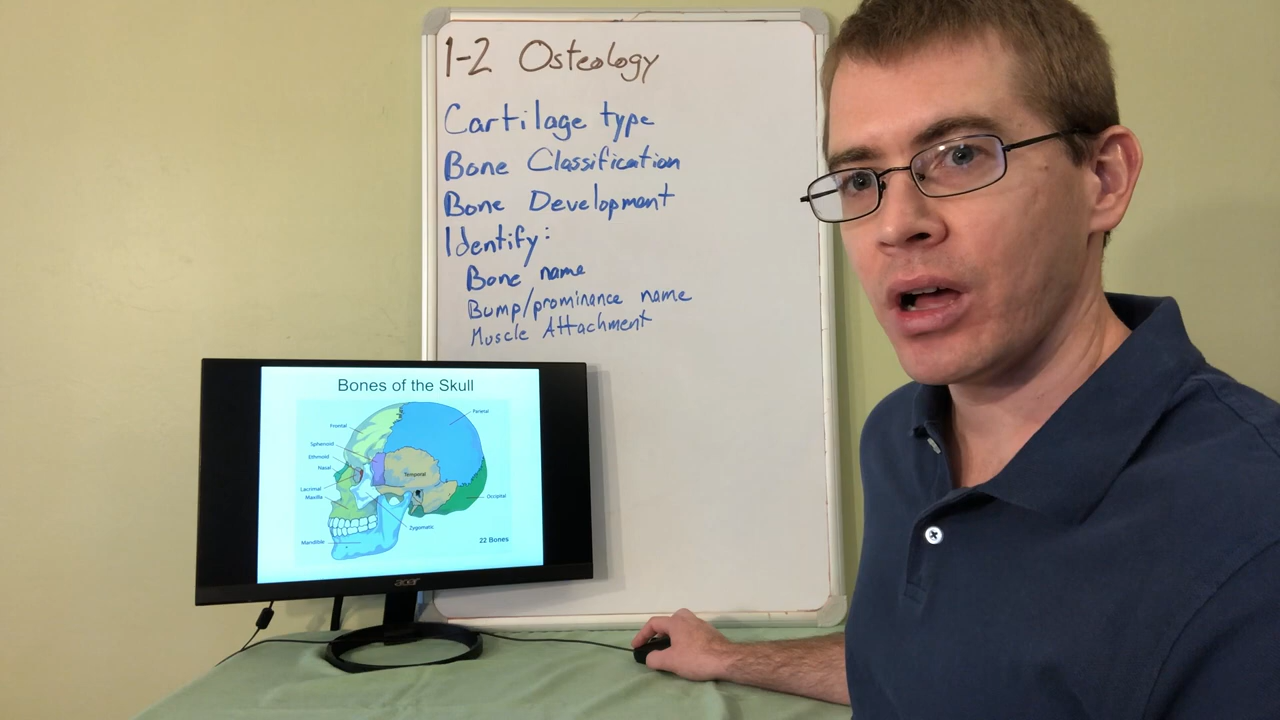 1-2 Osteology
Cartilage type
Bone Classification
Bone Development
Identify:
Bone name
Bump/prominance name
Muscle Attachment
Bones of the Skull
Parietal
Frontal
Sphenoid
Ethmoid
Nasal
Temporal
Lacrimal
Maxilla
Occipital
Zygomatic
Mandible
22 Bones
acer